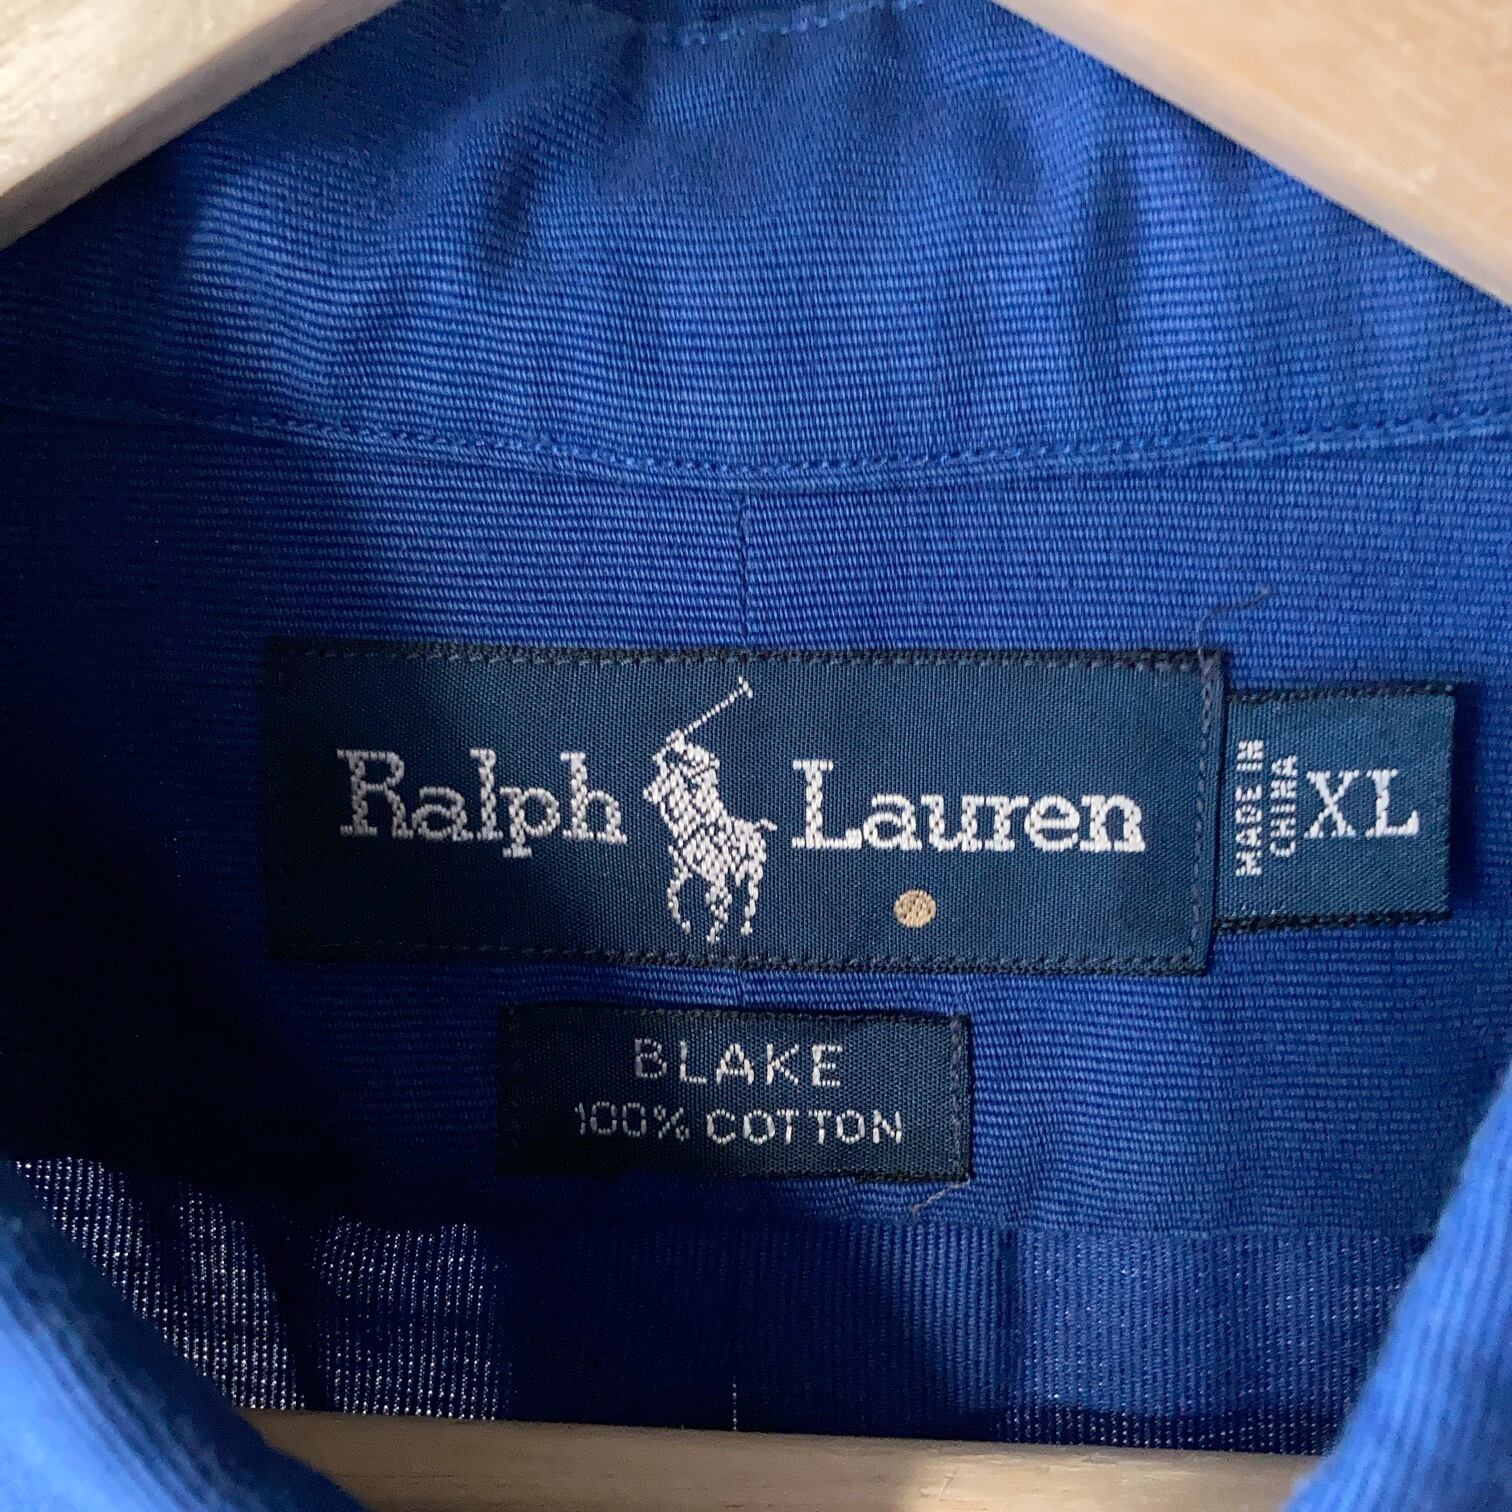 Ralph Lauren
MADE IN
CHINA
XL
BLAKE
100% COTTON